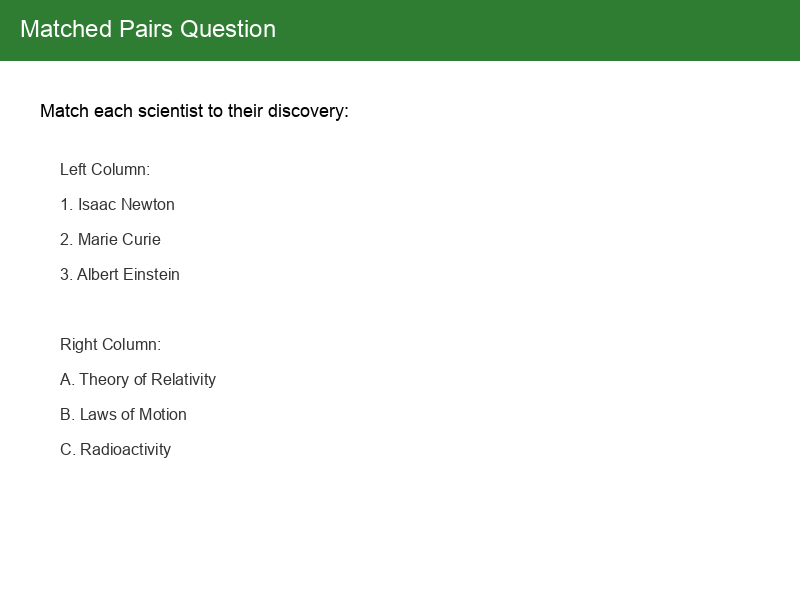 Matched Pairs Question
Match each scientist to their discovery:
Left Column:
1. Isaac Newton
2. Marie Curie
3. Albert Einstein
Right Column:
A. Theory of Relativity
B. Laws of Motion
C. Radioactivity